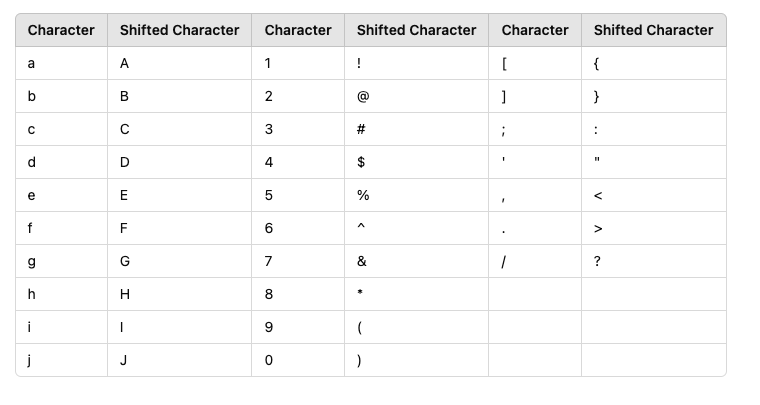 Character Shifted Character Character Shifted Character Character Shifted Character
a A 1 ! [ {
b B 2 @ ] }
c C 3 # ; :
d D 4 $ ' "
e E 5 % , <
f F 6 ^ . >
g G 7 & / ?
h H 8 *
i I 9 (
j J 0 )